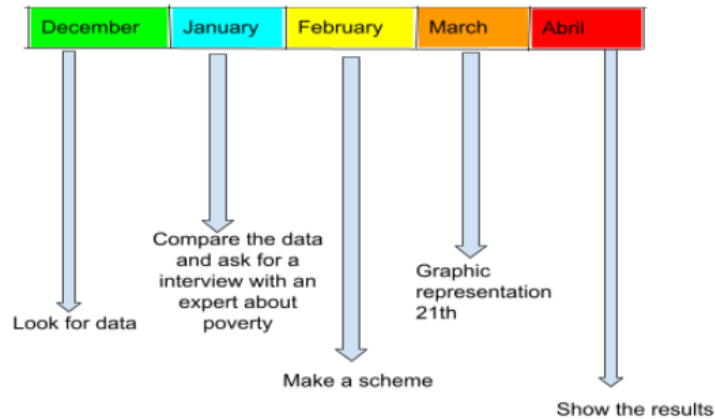 December
January
February
March
Abril
Look for data
Compare the data
and ask for a
interview with an
expert about
poverty
Make a scheme
Graphic
representation
21th
Show the results